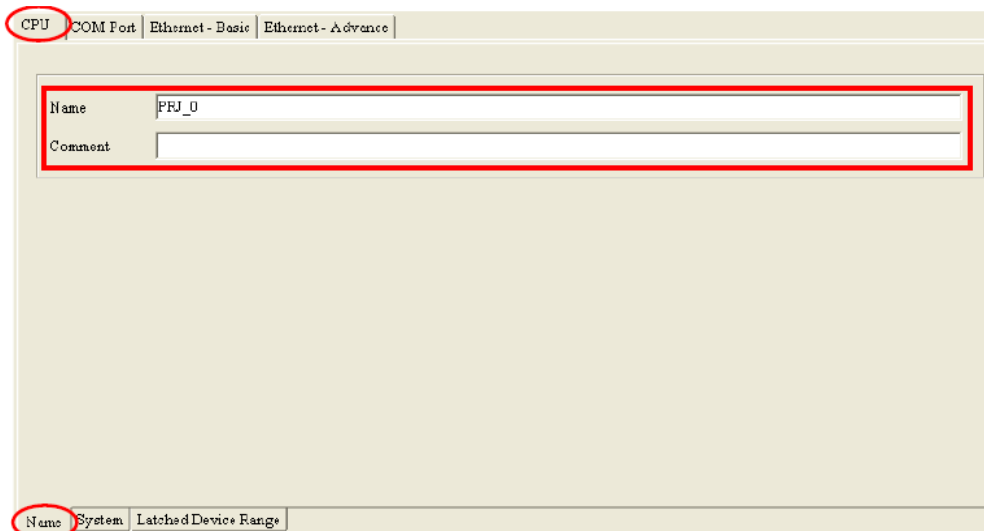 CPU COM Port Ethernet - Basic Ethernet - Advance
Name PRJ_0
Comment
Name System Latched Device Range